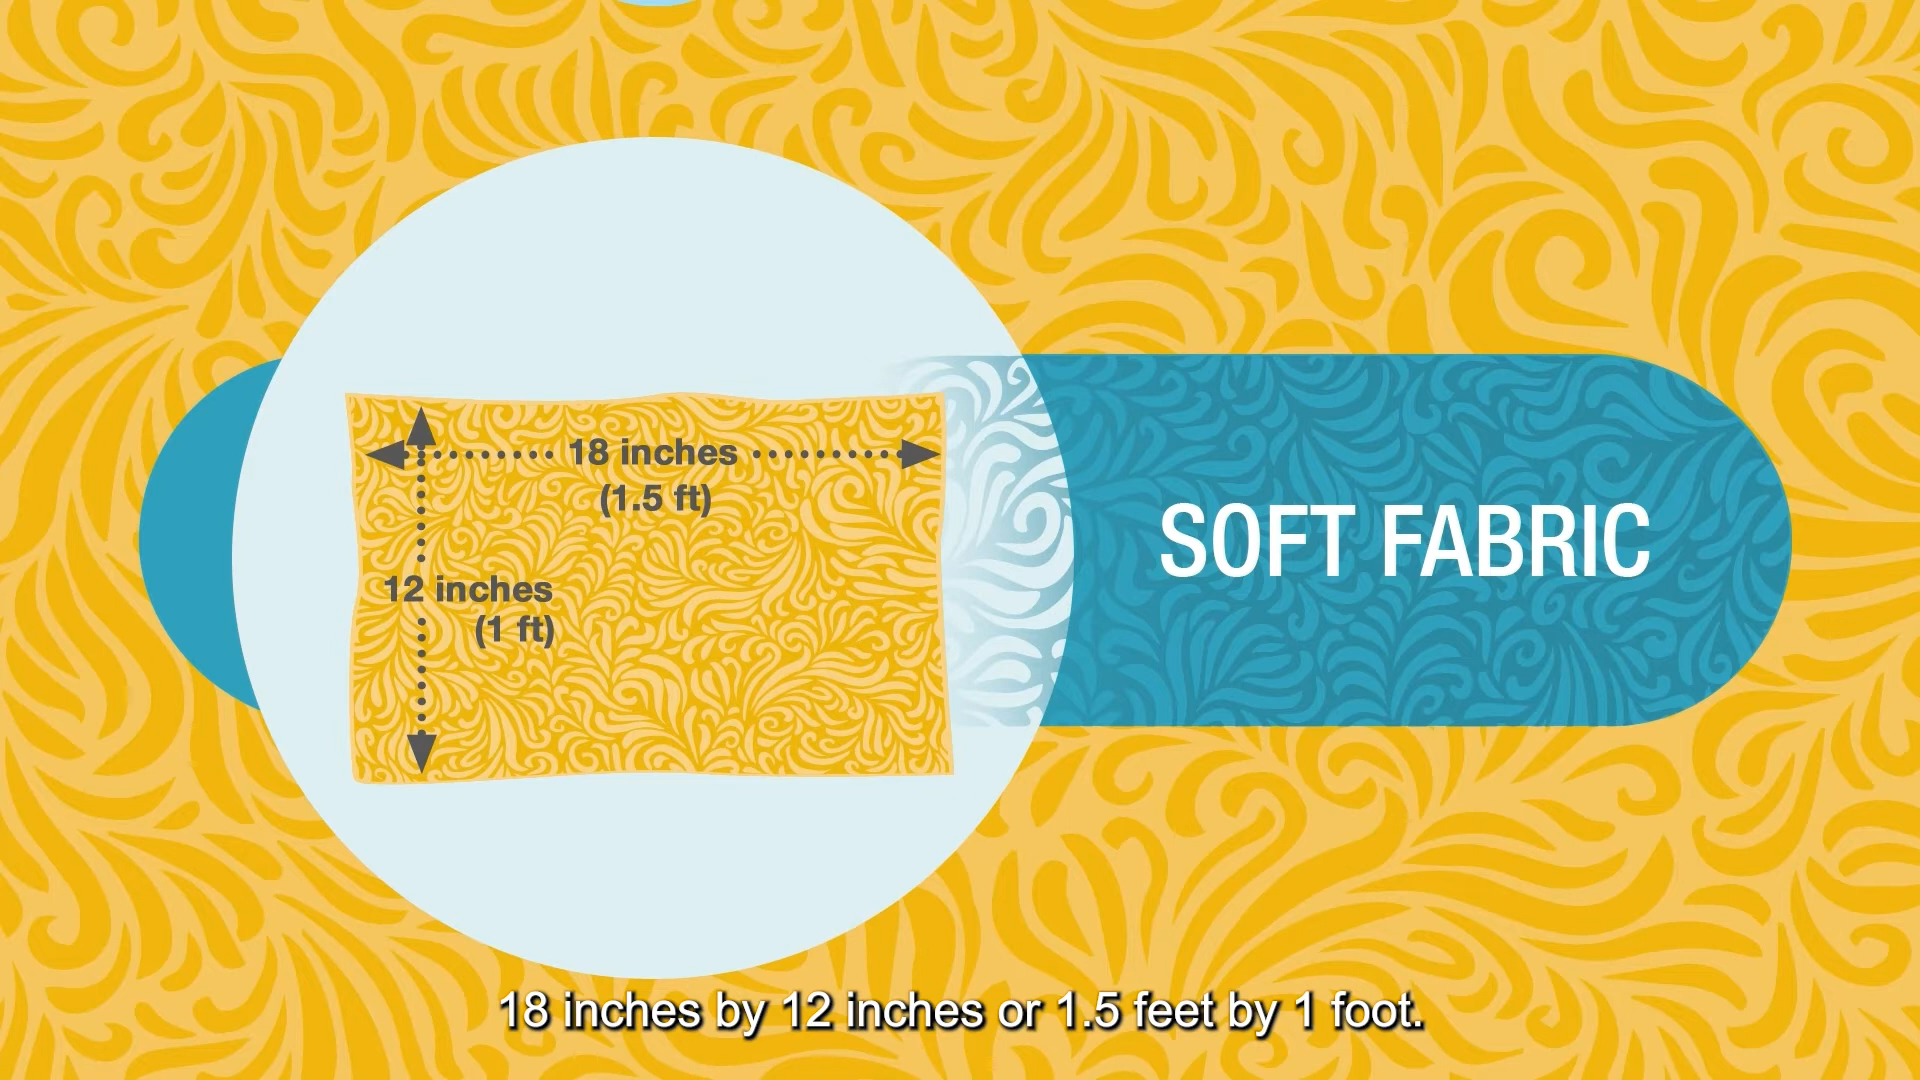 18 inches
(1.5 ft)
12 inches
(1 ft)
SOFT FABRIC
18 inches by 12 inches or 1.5 feet by 1 foot.